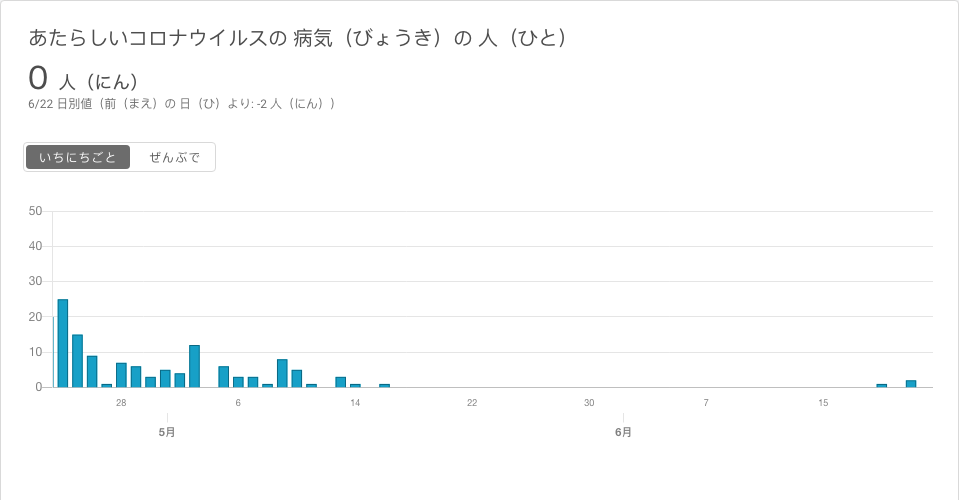 あたらしいコロナウイルスの 病気（びょうき）の 人（ひと）
0 人（にん）
6/22 日別値（前（まえ）の 日（ひ）より: -2 人（にん））
いちにちごと ぜんぶで
50
40
30
20
10
0
28 6 14 22 30 7 15
5月 6月